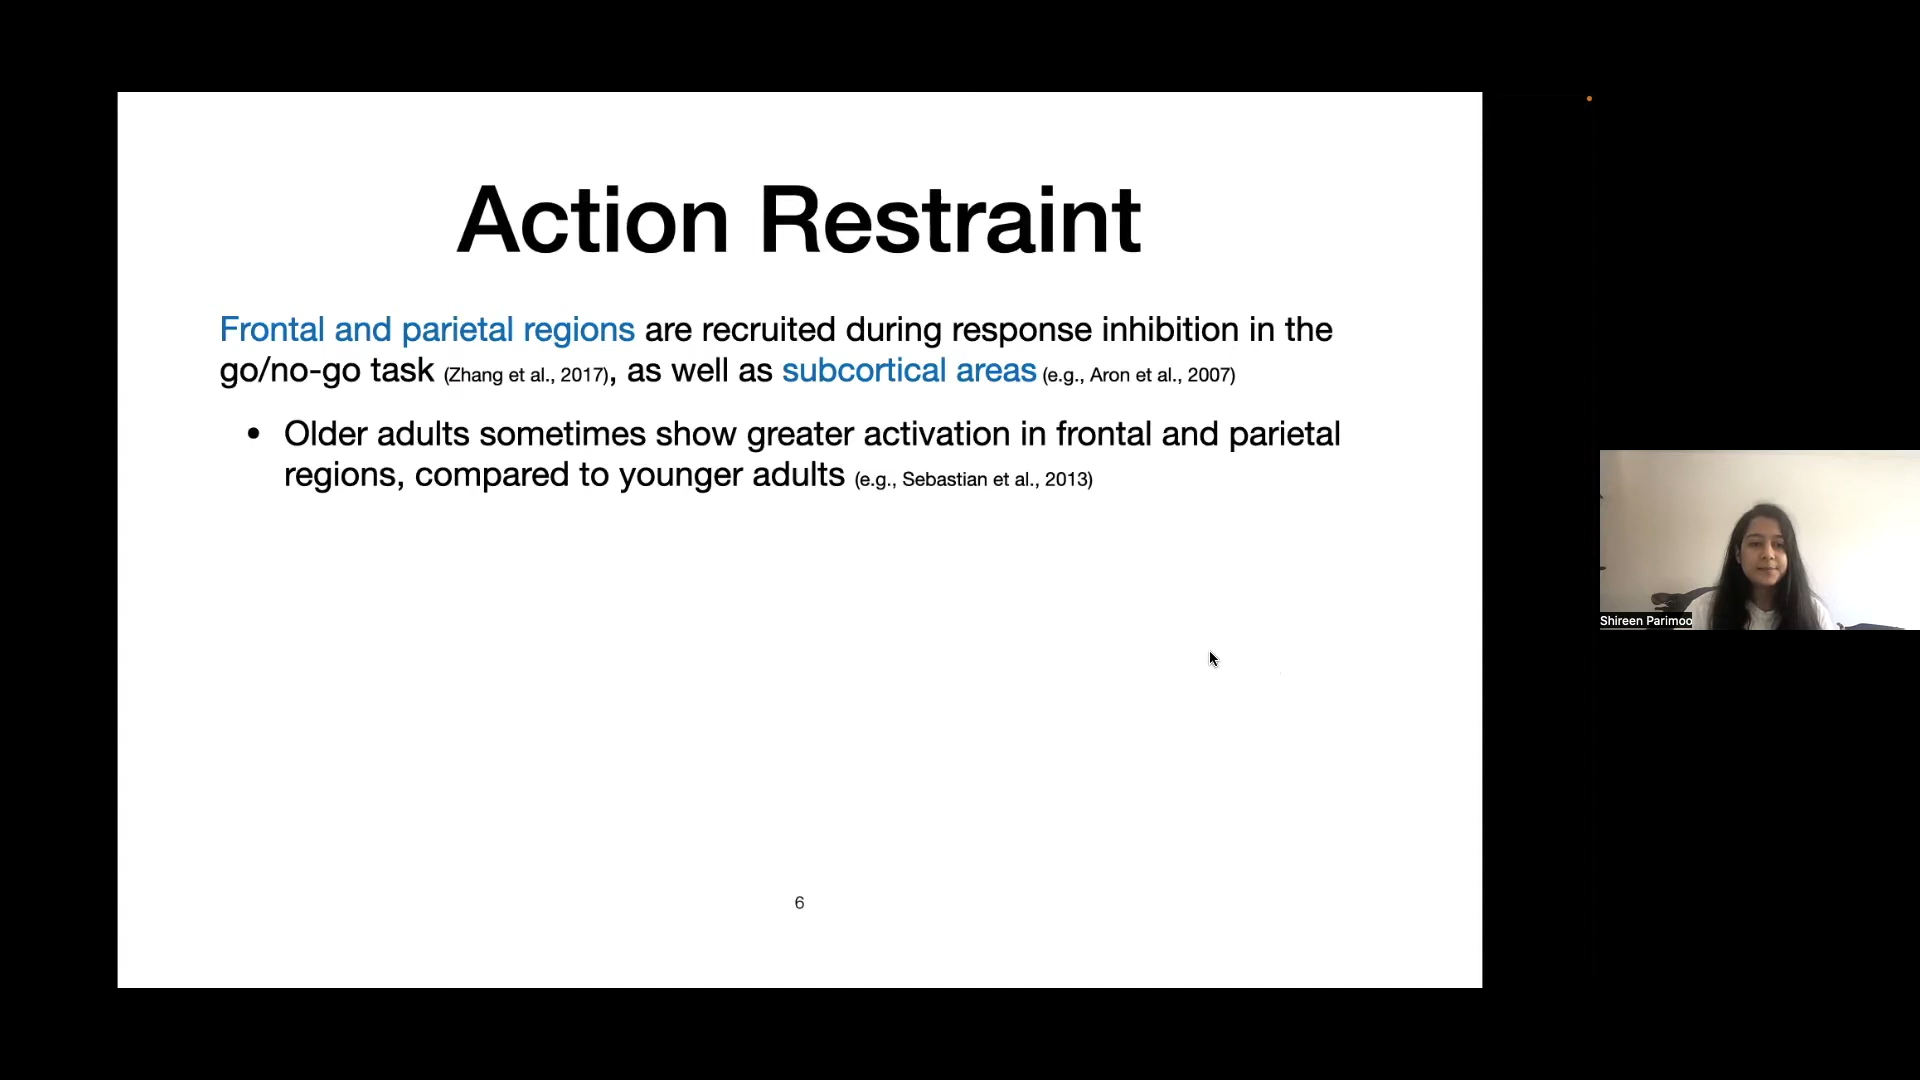 Action Restraint
Frontal and parietal regions are recruited during response inhibition in the
go/no-go task (Zhang et al., 2017), as well as subcortical areas (e.g., Aron et al., 2007)
• Older adults sometimes show greater activation in frontal and parietal
regions, compared to younger adults (e.g., Sebastian et al., 2013)
Shireen Parimoo
6